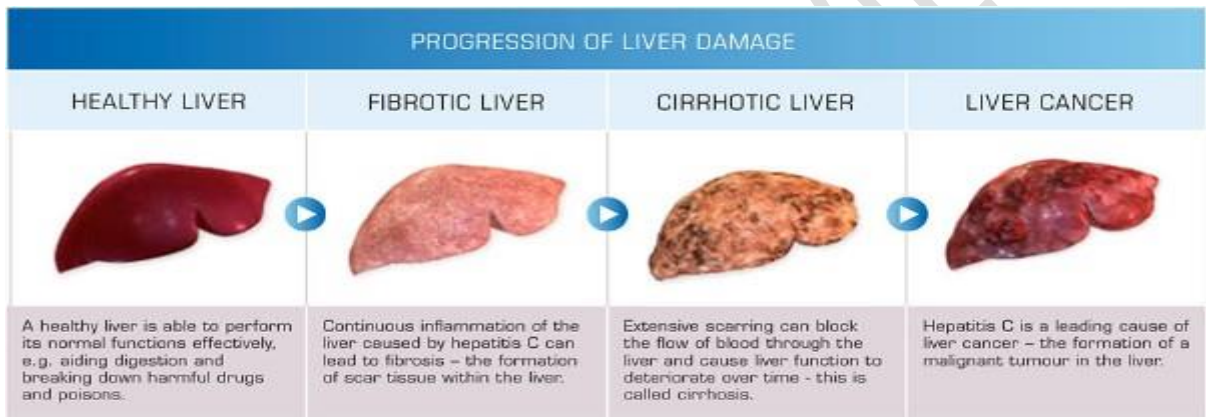 PROGRESSION OF LIVER DAMAGE
HEALTHY LIVER
FIBROTIC LIVER
CIRRHOTIC LIVER
LIVER CANCER
A healthy liver is able to perform
its normal functions effectively,
e.g. aiding digestion and
breaking down harmful drugs
and poisons.
Continuous inflammation of the
liver caused by hepatitis C can
lead to fibrosis – the formation
of scar tissue within the liver.
Extensive scarring can block
the flow of blood through the
liver and cause liver function to
deteriorate over time - this is
called cirrhosis.
Hepatitis C is a leading cause of
liver cancer – the formation of a
malignant tumour in the liver.